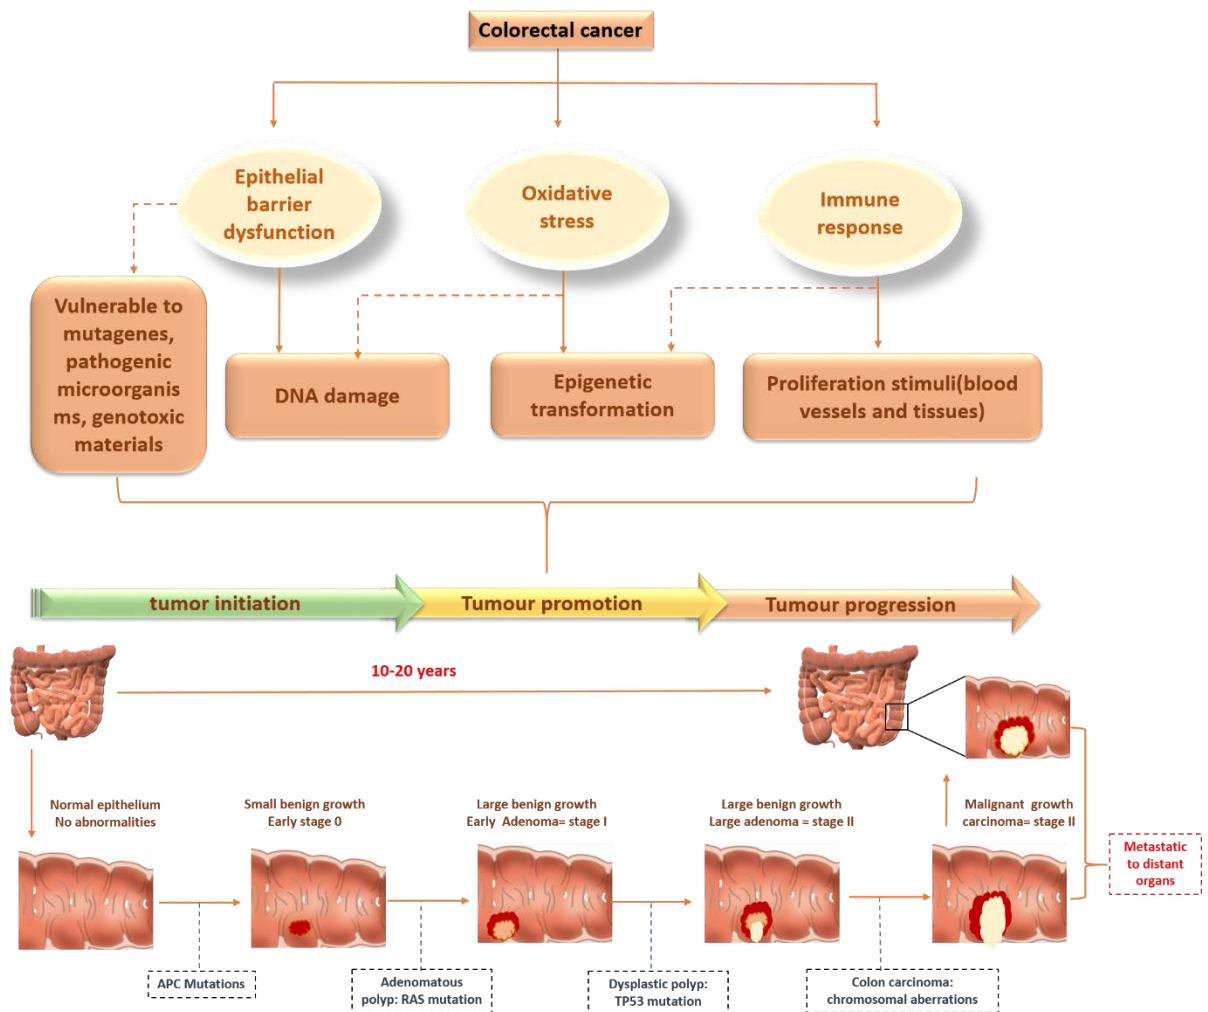 Colorectal cancer
Epithelial
barrier
dysfunction
Oxidative
stress
Immune
response
Vulnerable to
mutagenes,
pathogenic
microorganis
ms, genotoxic
materials
DNA damage
Epigenetic
transformation
Proliferation stimuli(blood
vessels and tissues)
tumor initiation
Tumour promotion
Tumour progression
10-20 years
Normal epithelium
No abnormalities
Small benign growth
Early stage 0
Large benign growth
Early Adenoma= stage I
Large benign growth
Large adenoma = stage II
Malignant growth
carcinoma= stage II
Metastatic
to distant
organs
APC Mutations
Adenomatous
polyp: RAS mutation
Dysplastic polyp:
TP53 mutation
Colon carcinoma:
chromosomal aberrations